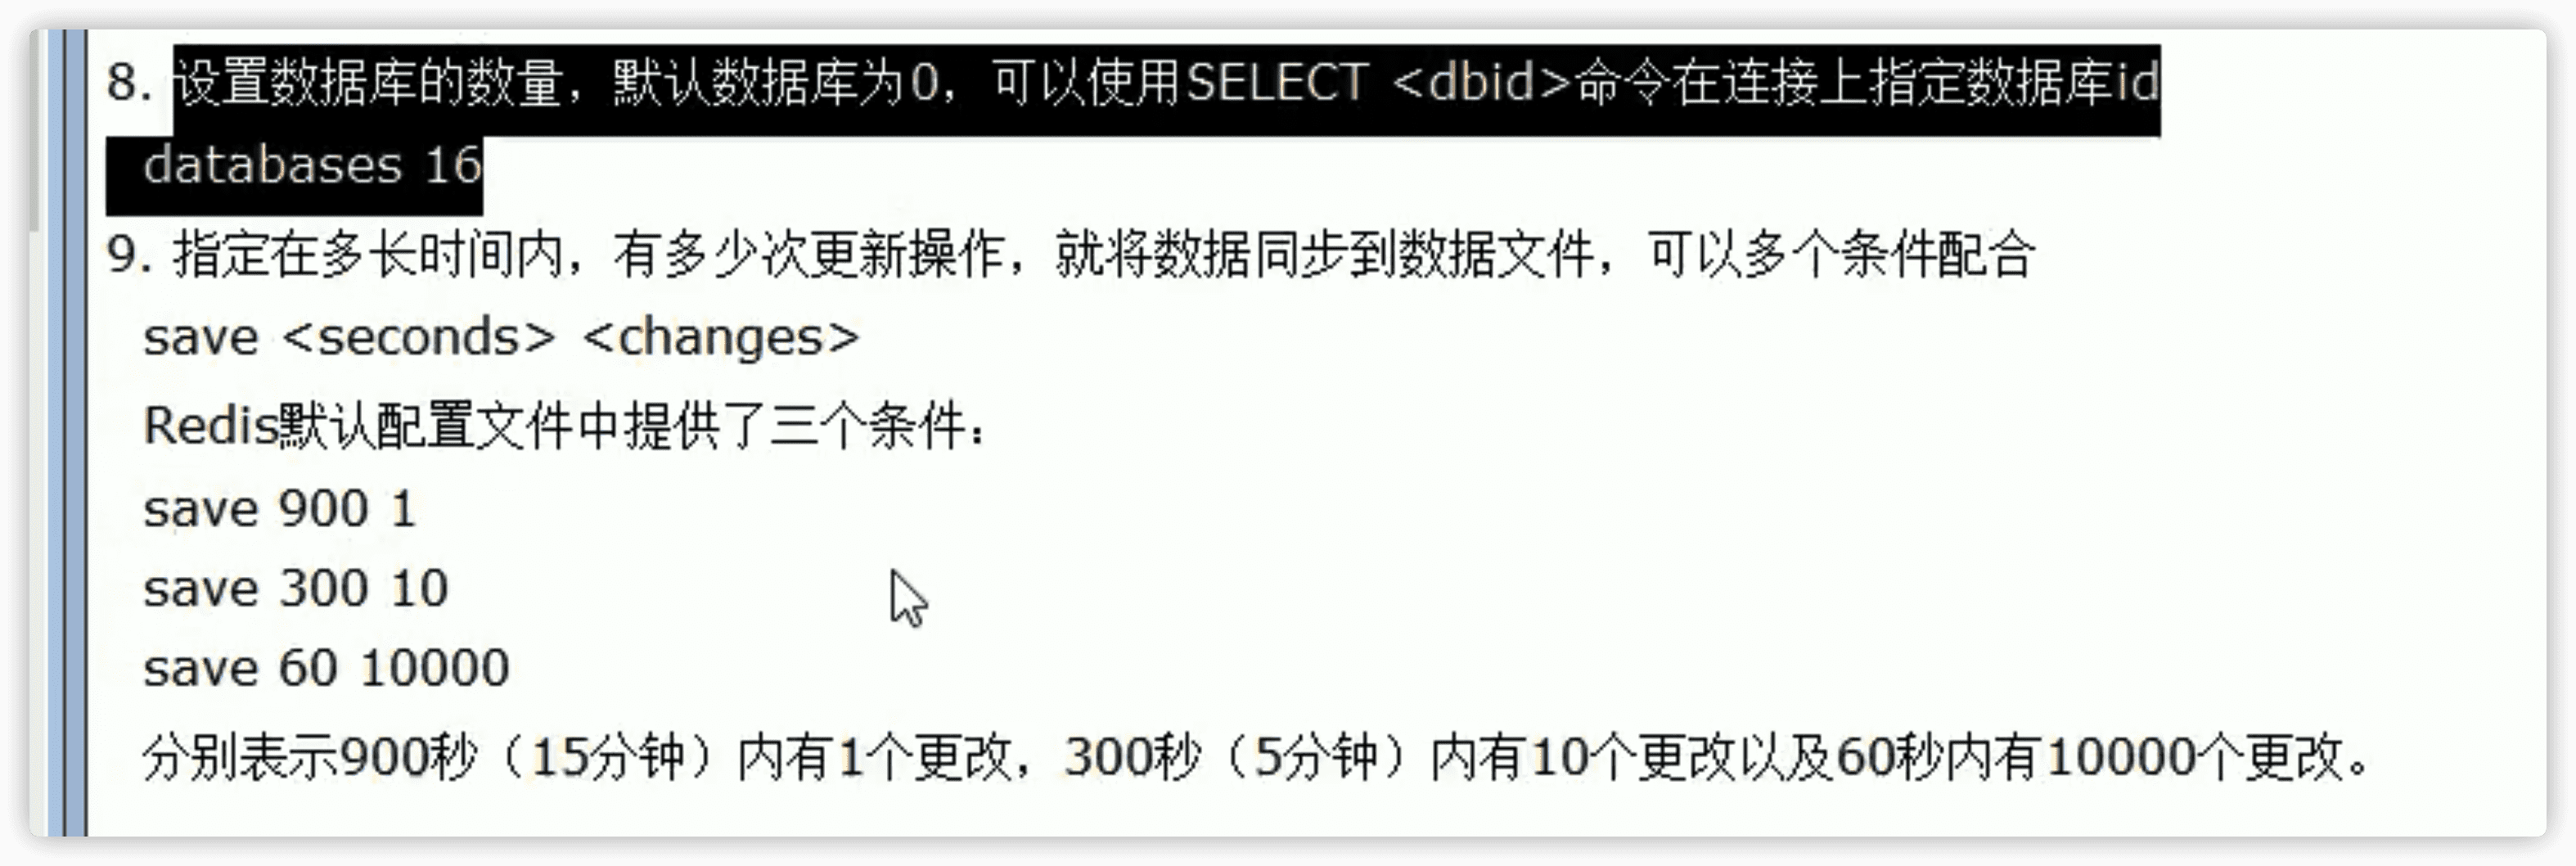 8. 设置数据库的数量，默认数据库为0，可以使用SELECT <dbid>命令在连接上指定数据库id
databases 16
9. 指定在多长时间内，有多少次更新操作，就将数据同步到数据文件，可以多个条件配合
save <seconds> <changes>
Redis默认配置文件中提供了三个条件：
save 900 1
save 300 10
save 60 10000
分别表示900秒（15分钟）内有1个更改，300秒（5分钟）内有10个更改以及60秒内有10000个更改。